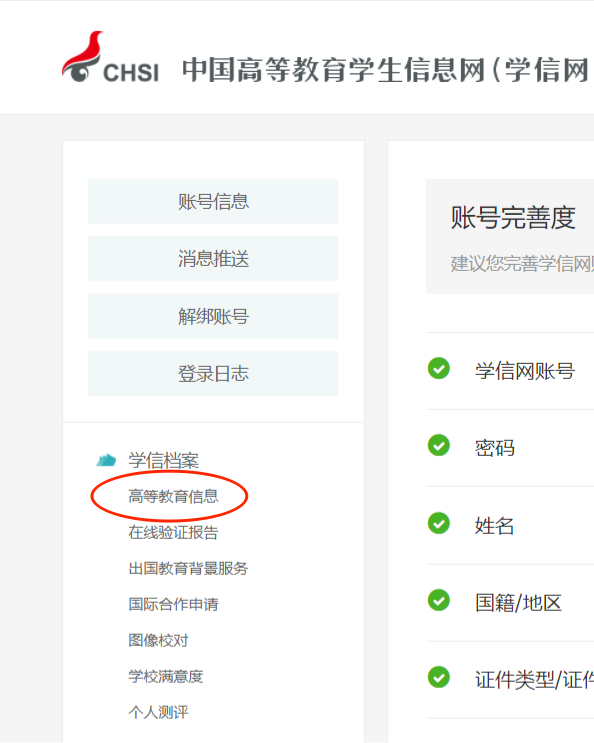 CHSI 中国高等教育学生信息网(学信网
账号信息
消息推送
解绑账号
登录日志
学信档案
高等教育信息
在线验证报告
出国教育背景服务
国际合作申请
图像校对
学校满意度
个人测评
账号完善度
建议您完善学信网
学信网账号
密码
姓名
国籍/地区
证件类型/证件